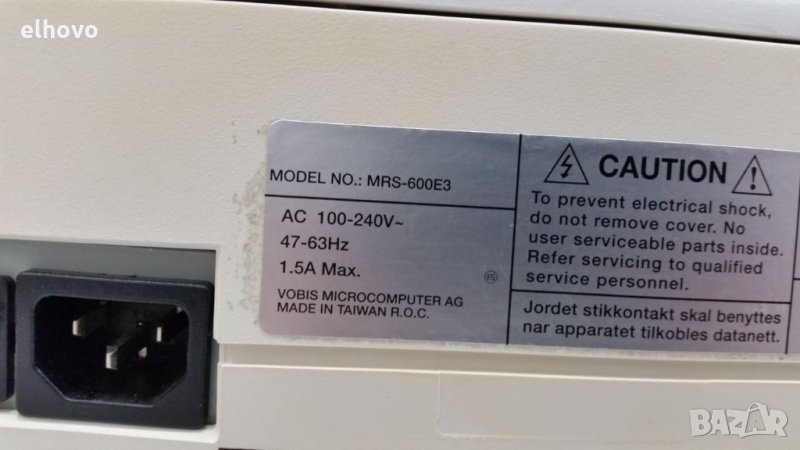 elhovo
MODEL NO.: MRS-600E3
AC 100-240V~
47-63Hz
1.5A Max.
FS
VOBIS MICROCOMPUTER AG
MADE IN TAIWAN R.O.C.
CAUTION
To prevent electrical shock,
do not remove cover. No
user serviceable parts inside.
Refer servicing to qualified
service personnel.
Jordet stikkontakt skal benyttes
nar apparatet tilkobles datanett.
BAZAR